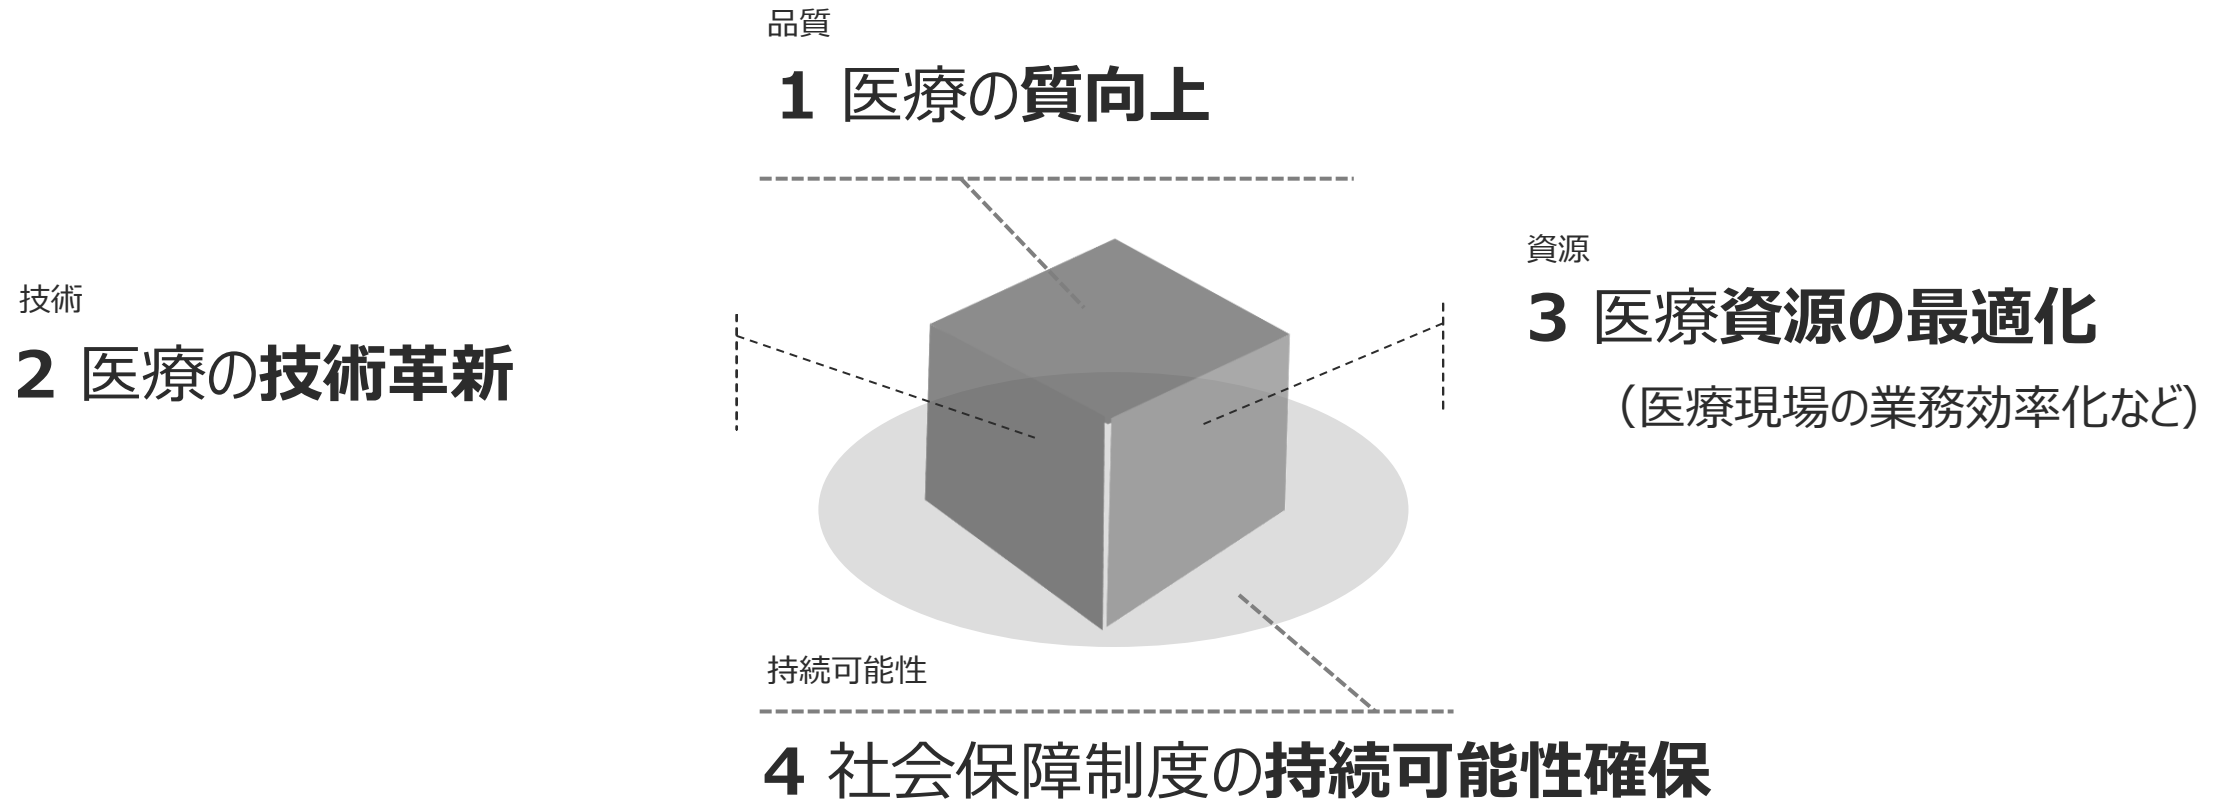 品質
1 医療の質向上
技術
2 医療の技術革新
資源
3 医療資源の最適化
（医療現場の業務効率化など）
持続可能性
4 社会保障制度の持続可能性確保